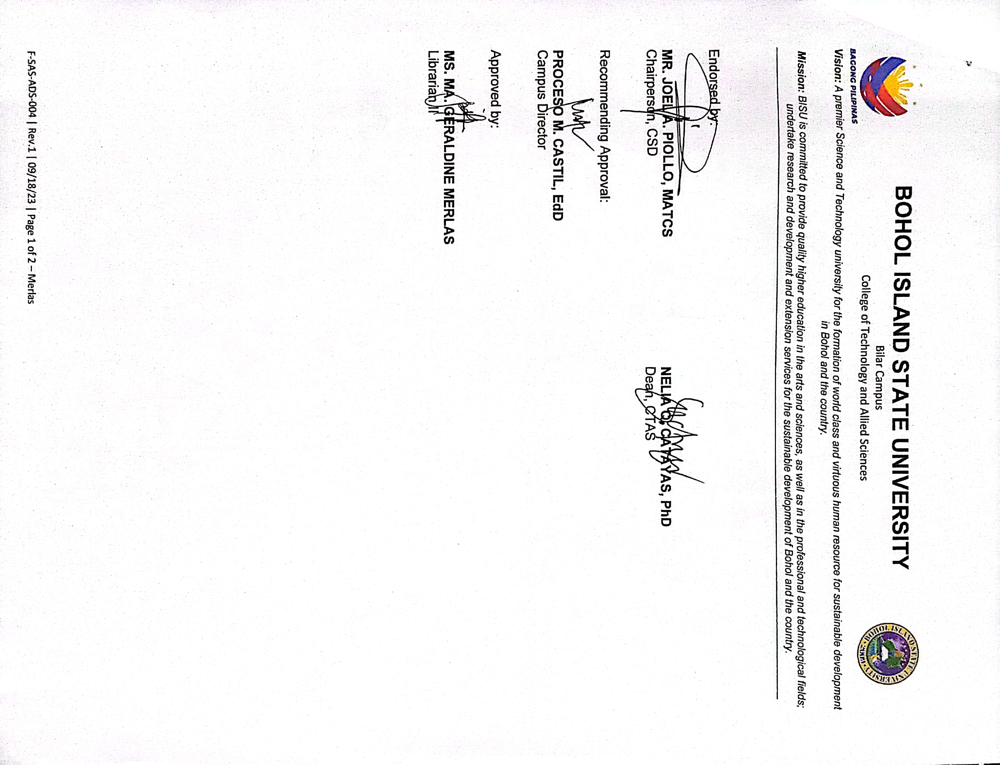 BAGONG PILIPINAS
BOHOL ISLAND STATE UNIVERSITY
Bilar Campus
College of Technology and Allied Sciences
Vision: A premier Science and Technology university for the formation of world class and virtuous human resource for sustainable development
in Bohol and the country.
Mission: BISU is committed to provide quality higher education in the arts and sciences, as well as in the professional and technological fields;
undertake research and development and extension services for the sustainable development of Bohol and the country.
BOHOL ISLAND STATE UNIVERSITY
Endorsed by:
MR. JOEL A. PIOLLO, MATCS
Chairperson, CSD
NELIA Q. CATAYAS, PhD
Dean, CTAS
Recommending Approval:
PROCESO M. CASTIL, EdD
Campus Director
Approved by:
MS. MA. GERALDINE MERLAS
Librarian II
F-SAS-ADS-004 | Rev.1 | 09/18/23 | Page 1 of 2 – Merlas